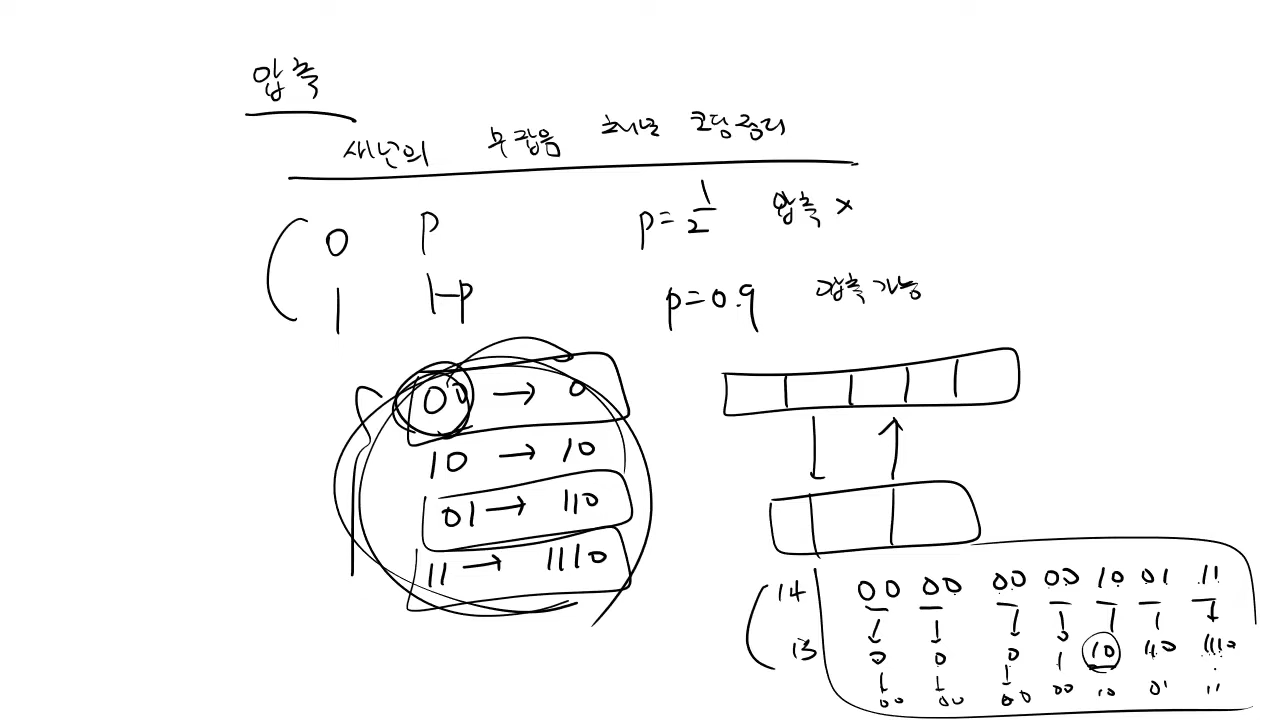 압축
섀넌의 무잡음 채널 코딩정리
0 p p=1/2 압축 x
1 1-p p=0.9 압축 가능
00 → 0
10 → 10
01 → 110
11 → 1110
14 00 00 00 00 10 01 11
13 0 0 0 0 10 110 1110
00 00 00 00 10 01 11